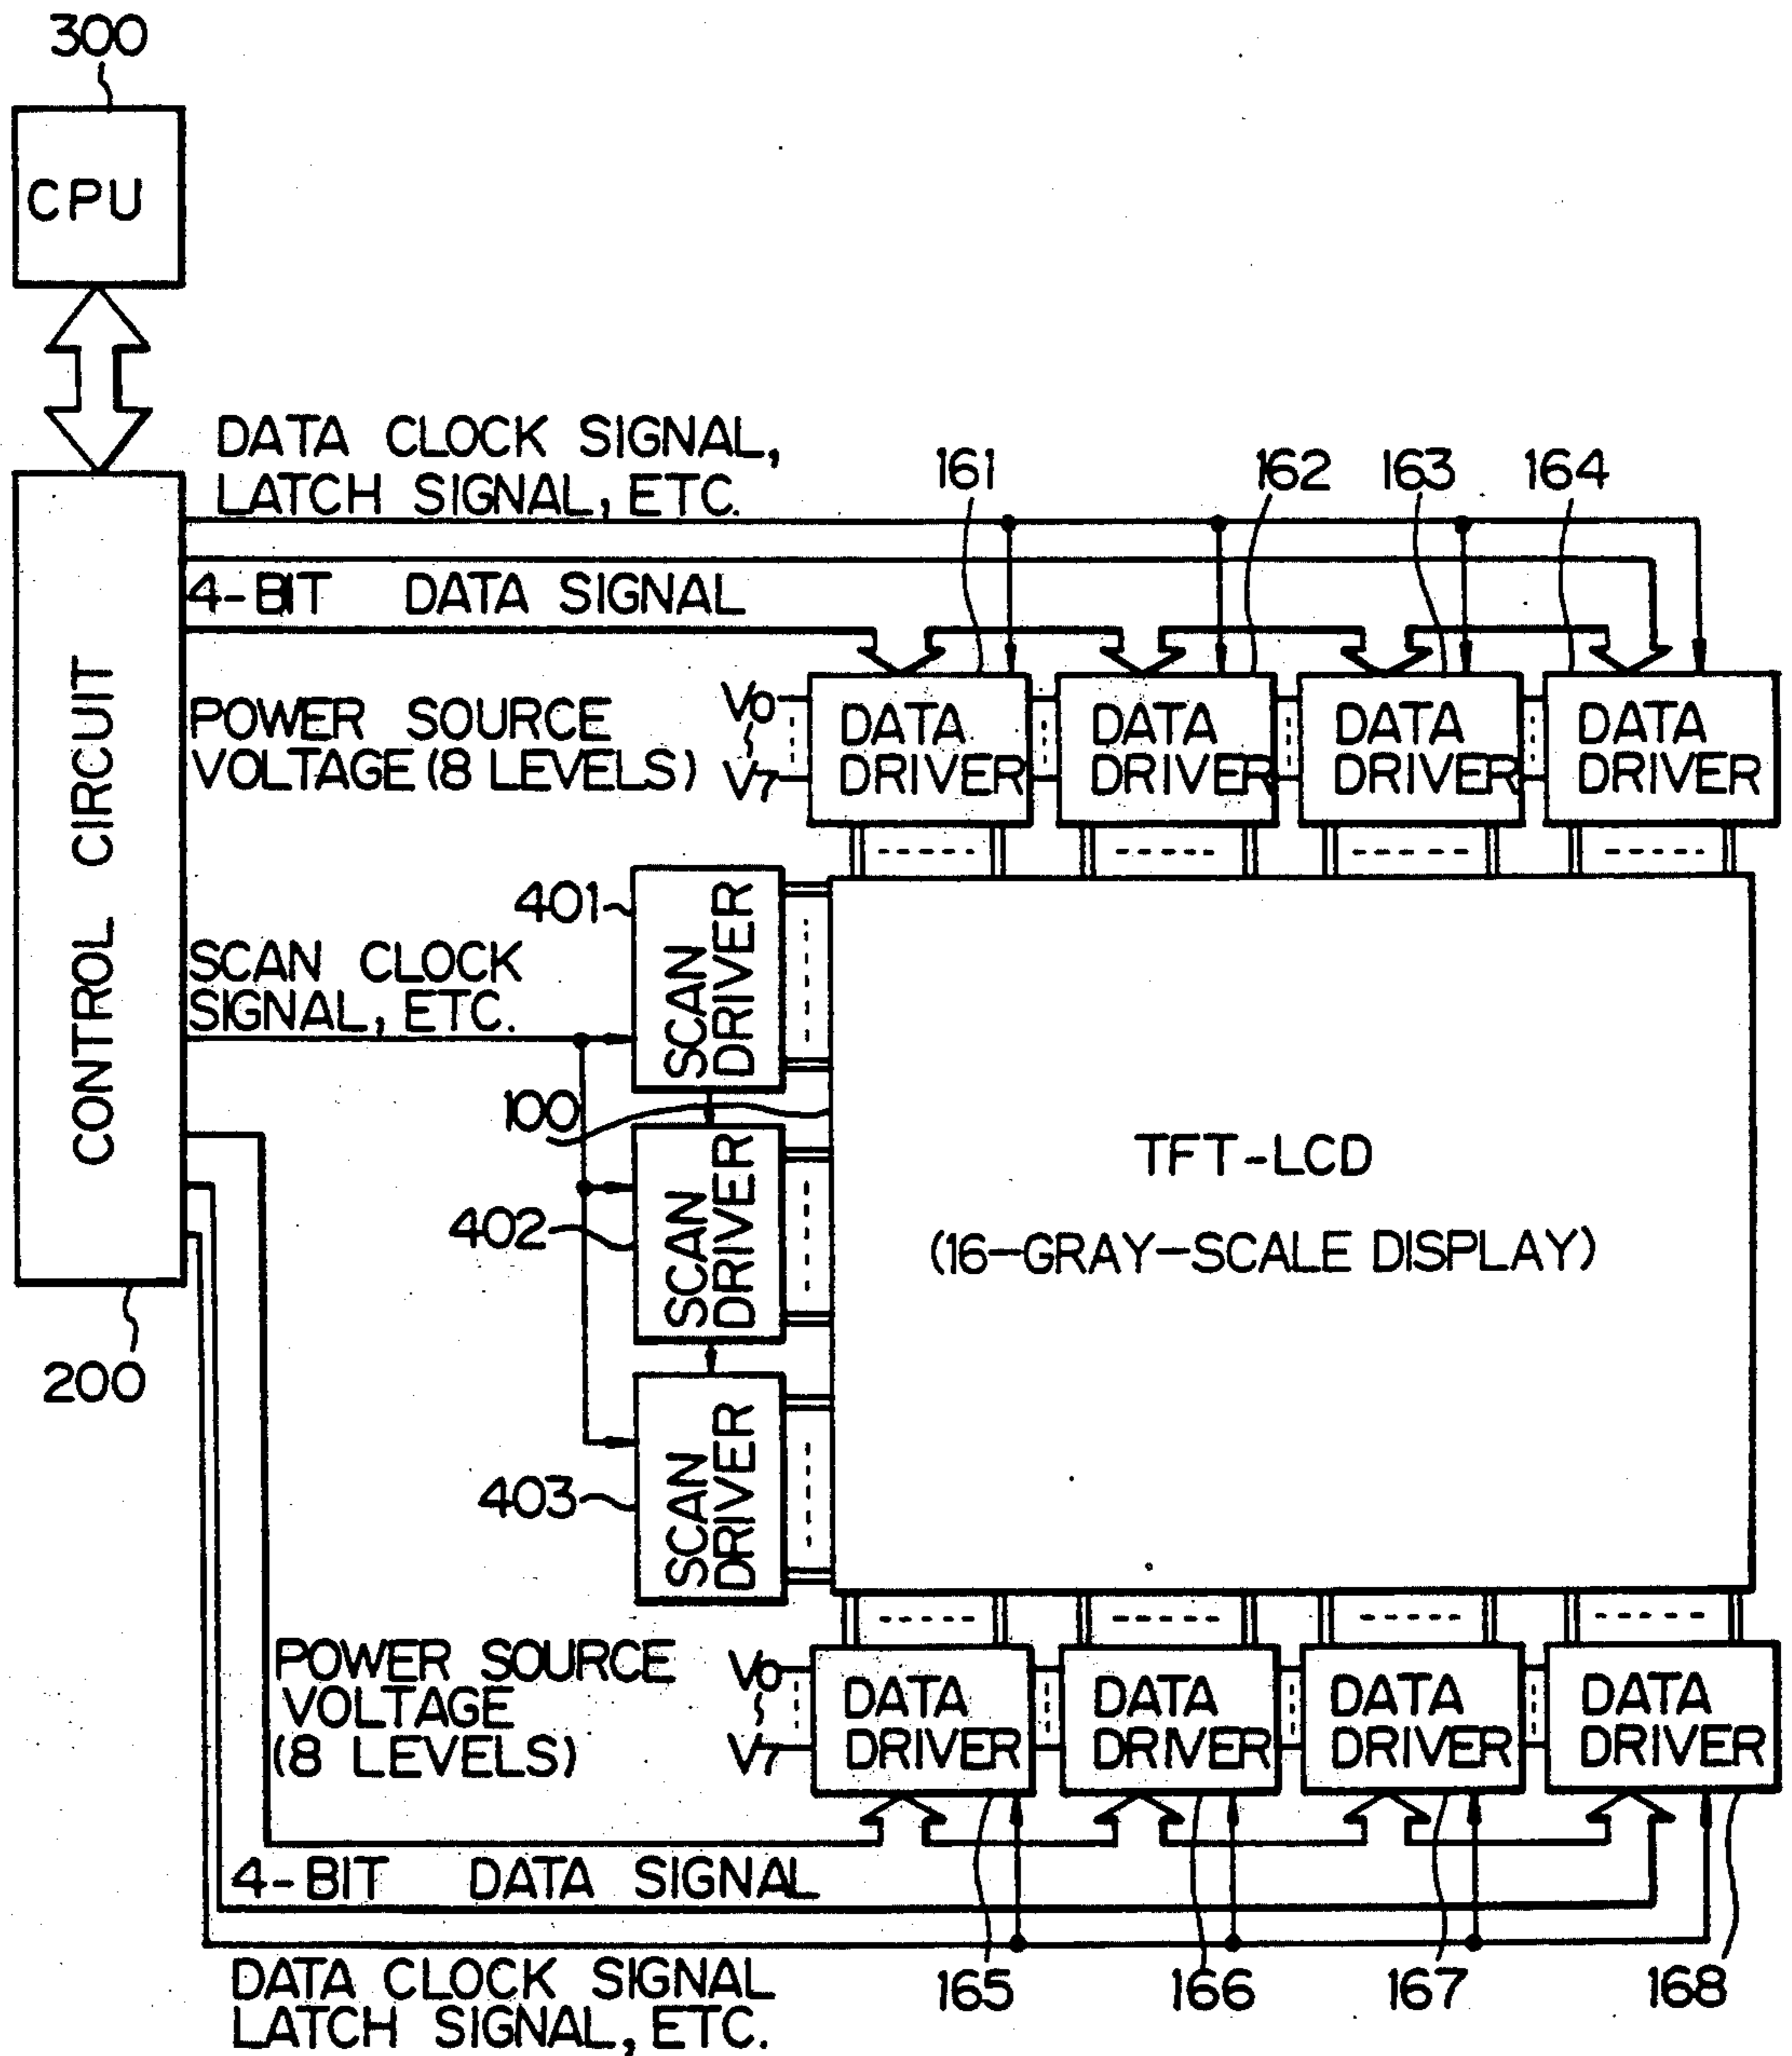 300
CPU
DATA CLOCK SIGNAL,
LATCH SIGNAL, ETC.
161
162
163
164
4-BIT DATA SIGNAL
CONTROL CIRCUIT
POWER SOURCE
VOLTAGE (8 LEVELS)
V0
V7
DATA
DRIVER
DATA
DRIVER
DATA
DRIVER
DATA
DRIVER
401
SCAN
DRIVER
SCAN CLOCK
SIGNAL, ETC.
100
TFT-LCD
(16-GRAY-SCALE DISPLAY)
402
SCAN
DRIVER
200
403
SCAN
DRIVER
POWER SOURCE
VOLTAGE
(8 LEVELS)
V0
V7
DATA
DRIVER
DATA
DRIVER
DATA
DRIVER
DATA
DRIVER
4-BIT DATA SIGNAL
DATA CLOCK SIGNAL
LATCH SIGNAL, ETC.
165
166
167
168